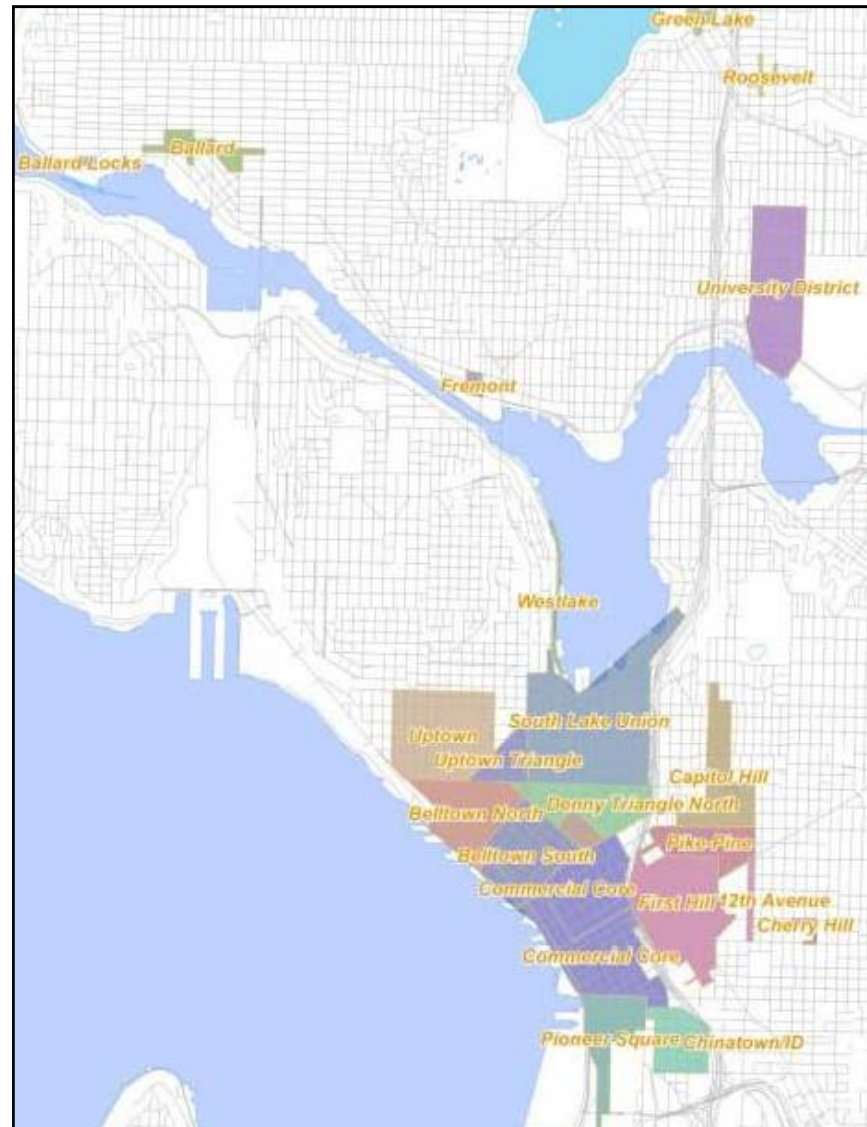 Green Lake
Roosevelt
Ballard
Ballard Locks
University District
Fremont
Westlake
South Lake Union
Uptown
Uptown Triangle
Capitol Hill
Denny Triangle North
Belltown North
Pike-Pine
Belltown South
Commercial Core
First Hill
12th Avenue
Cherry Hill
Commercial Core
Pioneer Square
Chinatown/ID